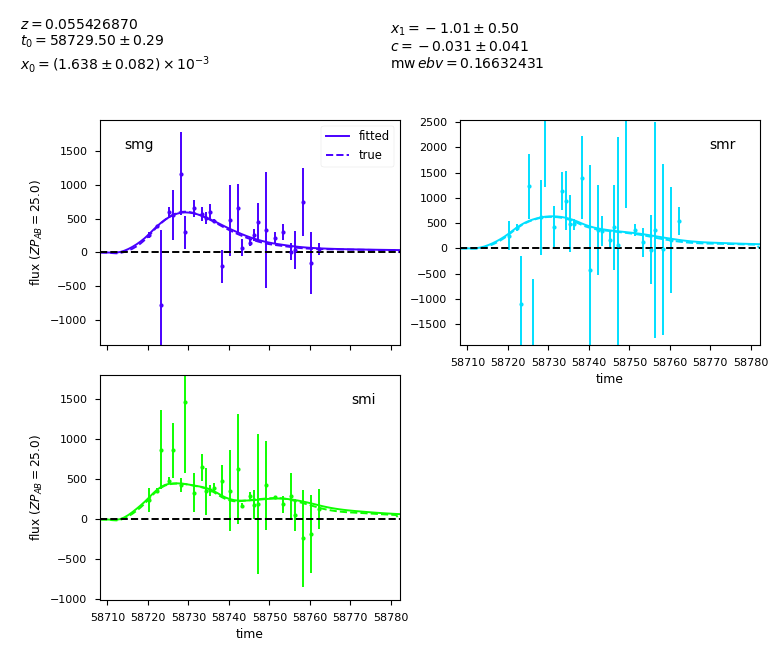 z = 0.055426870
t0 = 58729.50 ± 0.29
x0 = (1.638 ± 0.082) × 10^−3
x1 = −1.01 ± 0.50
c = −0.031 ± 0.041
mw ebv = 0.16632431
smg
fitted
true
1500
1000
500
0
−500
−1000
flux (ZP_AB = 25.0)
smr
2500
2000
1500
1000
500
0
−500
−1000
−1500
58710 58720 58730 58740 58750 58760 58770 58780
time
smi
1500
1000
500
0
−500
−1000
flux (ZP_AB = 25.0)
58710 58720 58730 58740 58750 58760 58770 58780
time